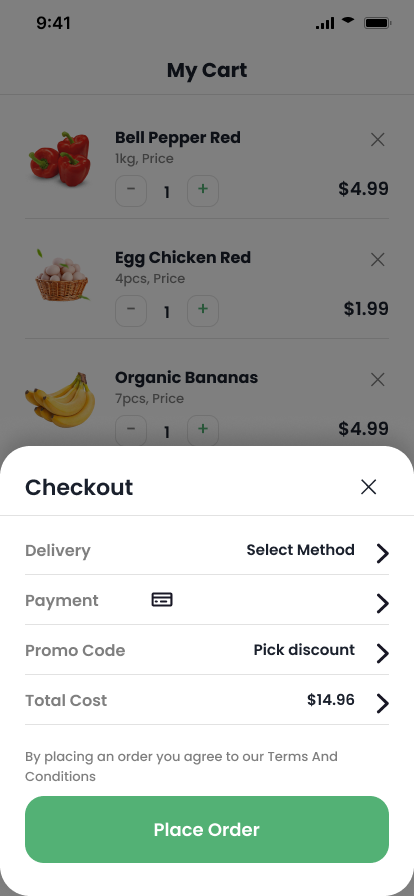 9:41
My Cart
Bell Pepper Red
1kg, Price
- 1 +
$4.99
Egg Chicken Red
4pcs, Price
- 1 +
$1.99
Organic Bananas
7pcs, Price
- 1 +
$4.99
Checkout
Delivery Select Method
Payment
Promo Code Pick discount
Total Cost $14.96
By placing an order you agree to our Terms And
Conditions
Place Order